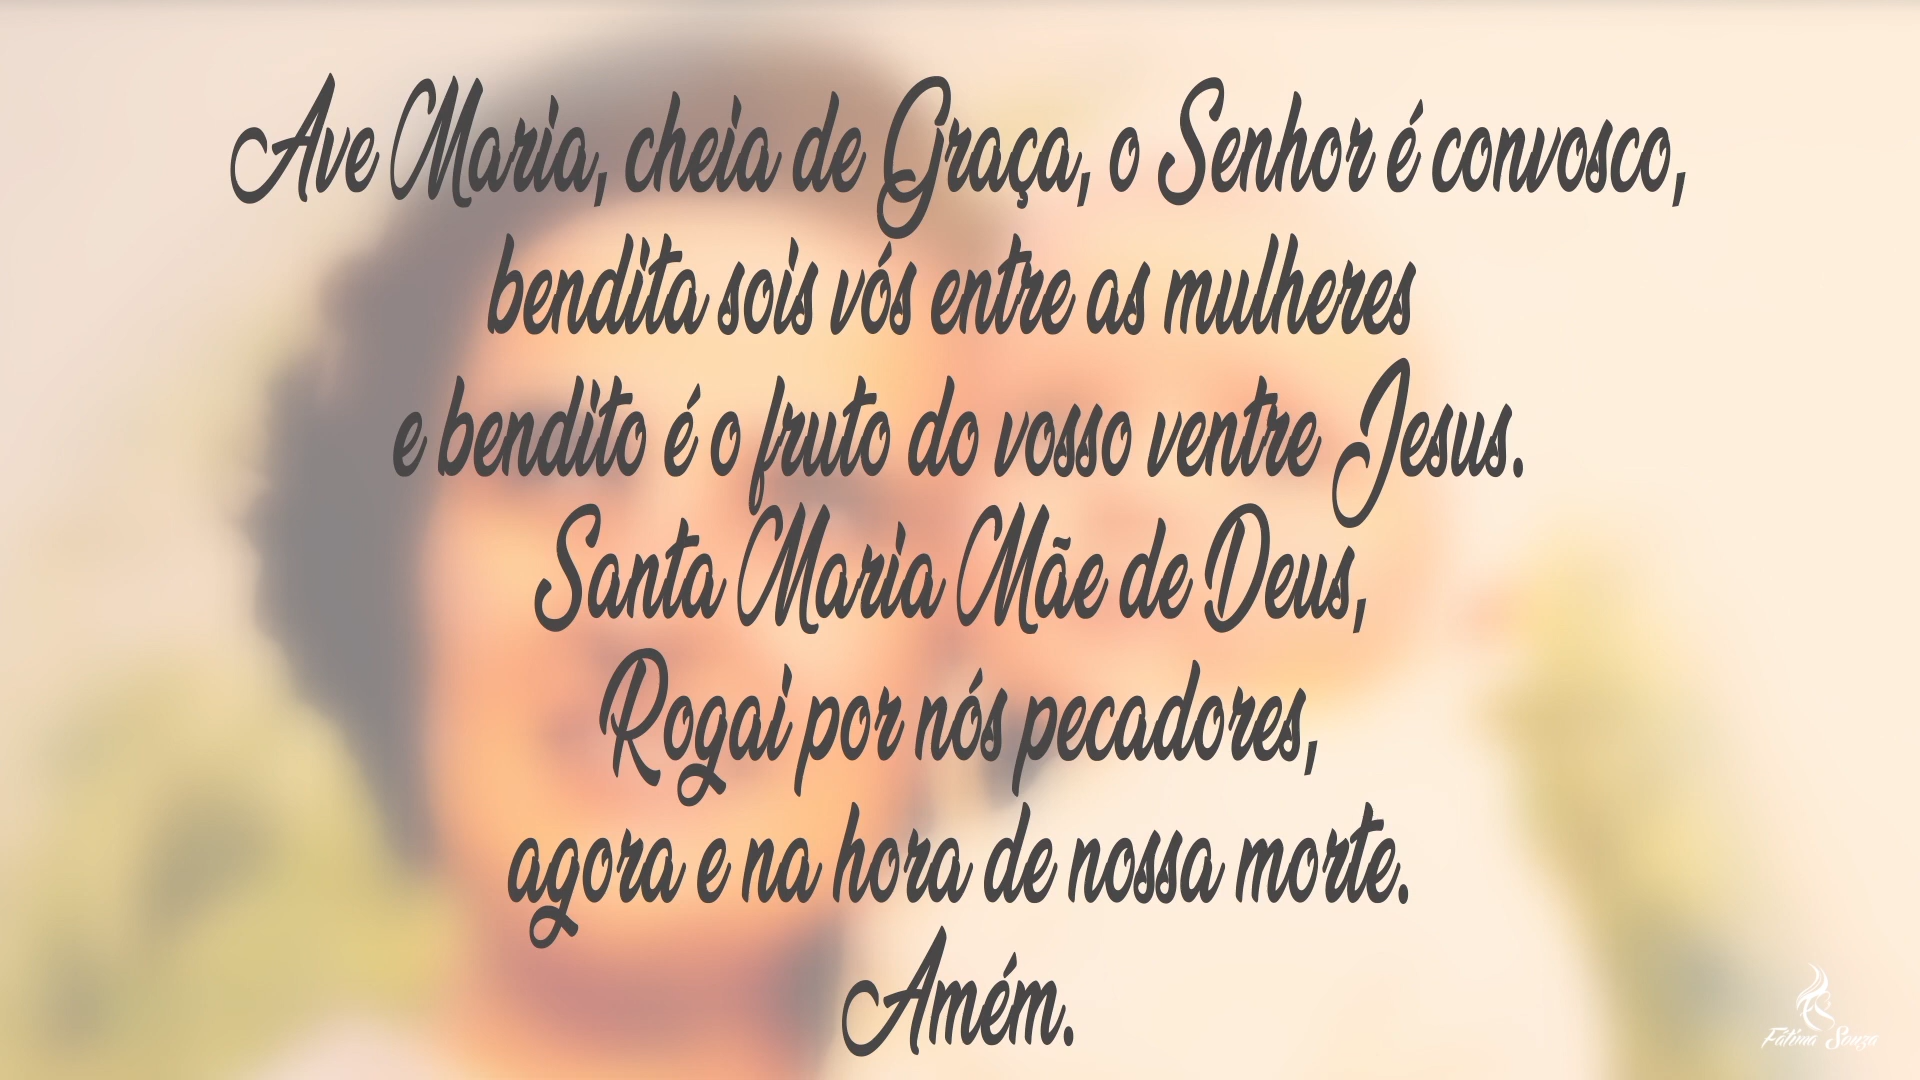 Ave Maria, cheia de Graça, o Senhor é convosco,
bendita sois vós entre as mulheres
e bendito é o fruto do vosso ventre Jesus.
Santa Maria Mãe de Deus,
Rogai por nós pecadores,
agora e na hora de nossa morte.
Amém.
Fátima Souza